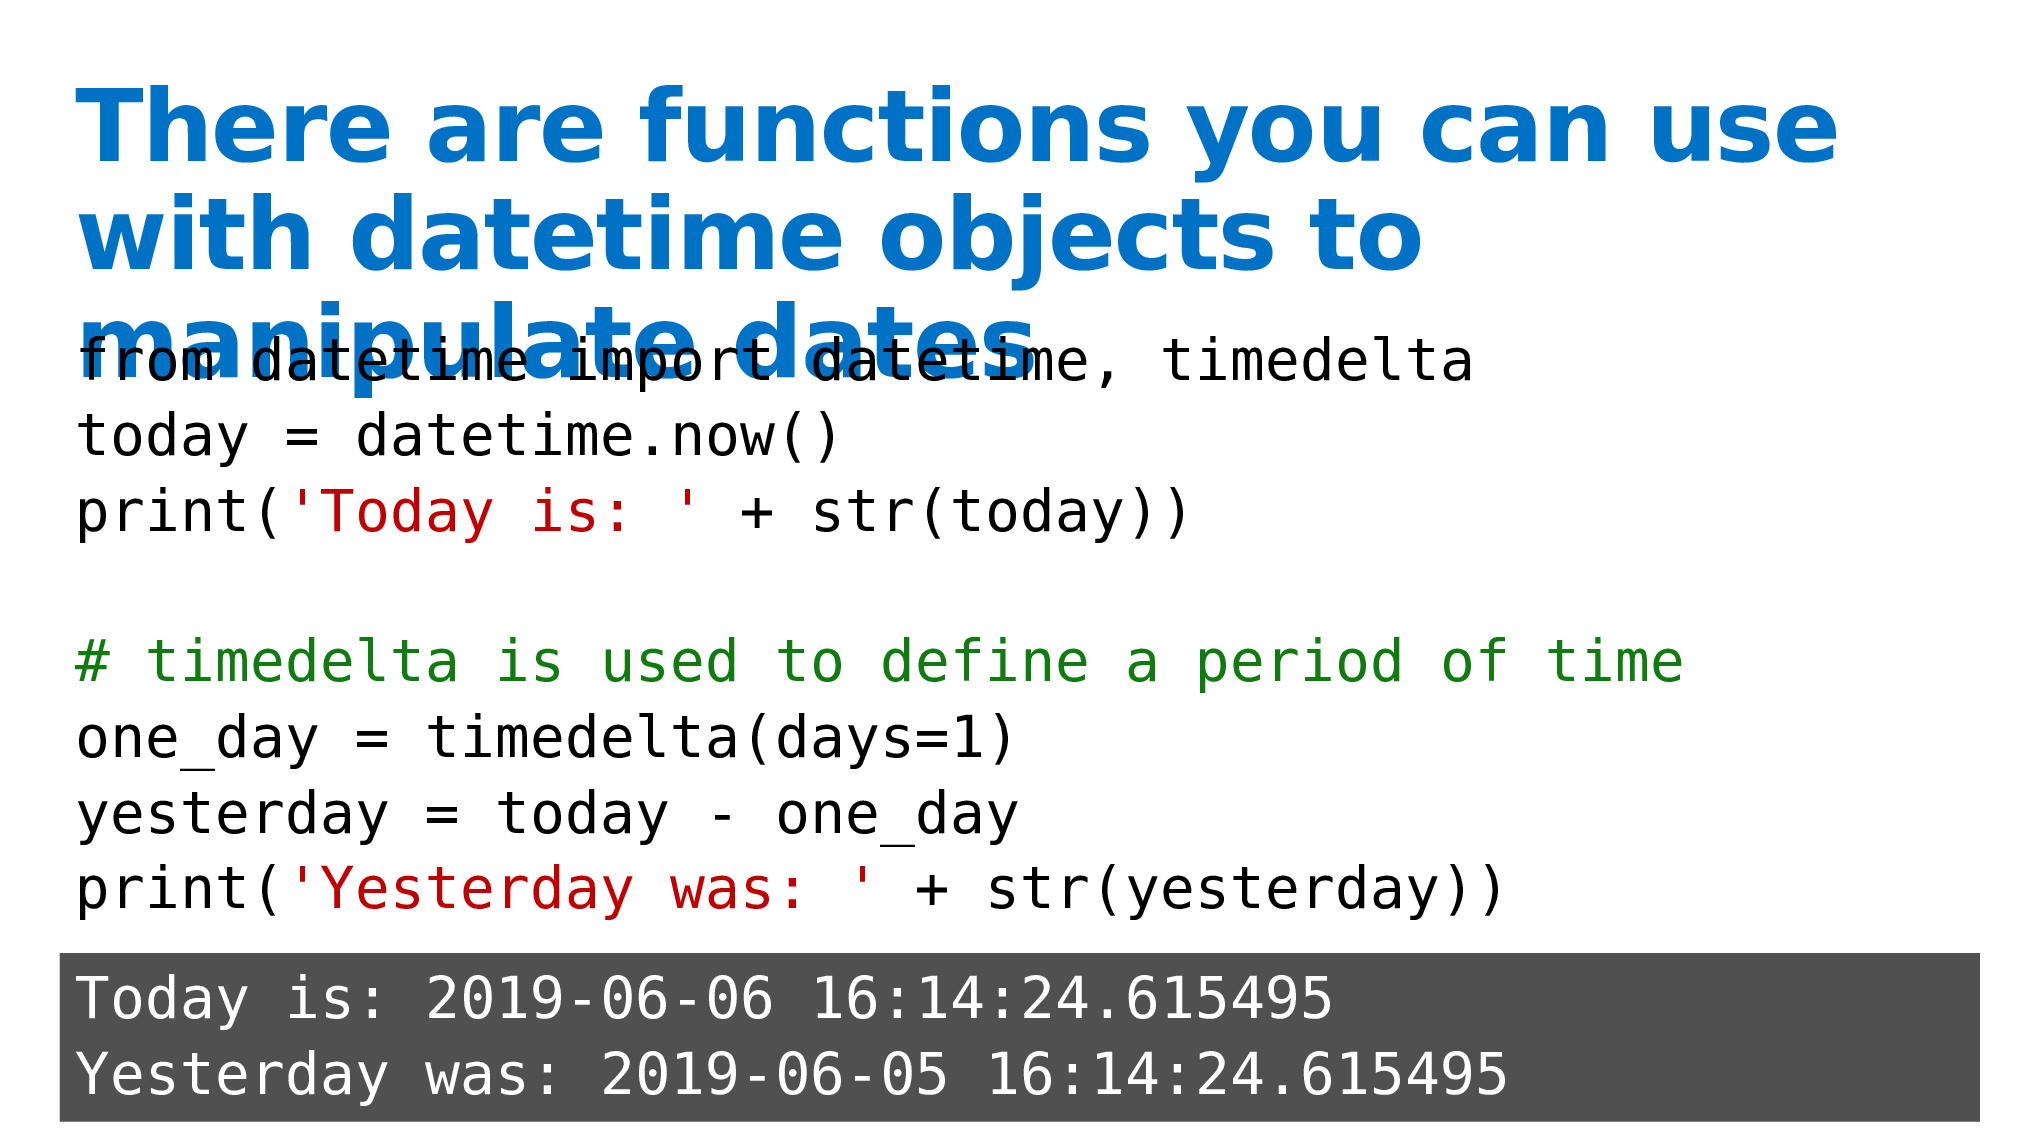 There are functions you can use
with datetime objects to
manipulate dates
from datetime import datetime, timedelta
today = datetime.now()
print('Today is: ' + str(today))
# timedelta is used to define a period of time
one_day = timedelta(days=1)
yesterday = today - one_day
print('Yesterday was: ' + str(yesterday))
Today is: 2019-06-06 16:14:24.615495
Yesterday was: 2019-06-05 16:14:24.615495